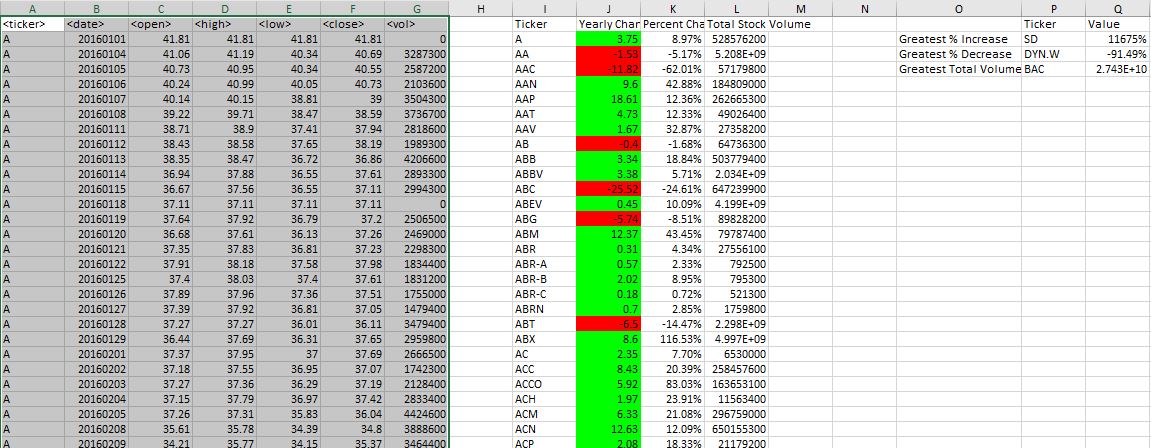 A B C D E F G H I J K L M N O P Q
<ticker> <date> <open> <high> <low> <close> <vol> Ticker Yearly Chan Percent Cha Total Stock Volume Ticker Value
A 20160101 41.81 41.81 41.81 41.81 0 A 3.75 8.97% 528576200 Greatest % Increase SD 11675%
A 20160104 41.06 41.19 40.34 40.69 3287300 AA -1.53 -5.17% 5.208E+09 Greatest % Decrease DYN.W -91.49%
A 20160105 40.73 40.95 40.34 40.55 2587200 AAC -11.82 -62.01% 57179800 Greatest Total Volume BAC 2.743E+10
A 20160106 40.24 40.99 40.05 40.73 2103600 AAN 9.6 42.88% 184809000
A 20160107 40.14 40.15 38.81 39 3504300 AAP 18.61 12.36% 262665300
A 20160108 39.22 39.71 38.47 38.59 3736700 AAT 4.73 12.33% 49026400
A 20160111 38.71 38.9 37.41 37.94 2818600 AAV 1.67 32.87% 27358200
A 20160112 38.43 38.58 37.65 38.19 1989300 AB -0.4 -1.68% 64736300
A 20160113 38.35 38.47 36.72 36.86 4206600 ABB 3.34 18.84% 503779400
A 20160114 36.94 37.88 36.55 37.61 2893300 ABBV 3.38 5.71% 2.034E+09
A 20160115 36.67 37.56 36.55 37.11 2994300 ABC -25.52 -24.61% 647239900
A 20160118 37.11 37.11 37.11 37.11 0 ABEV 0.45 10.09% 4.199E+09
A 20160119 37.64 37.92 36.79 37.2 2506500 ABG -5.74 -8.51% 89828200
A 20160120 36.68 37.61 36.13 37.26 2469000 ABM 12.37 43.45% 79787400
A 20160121 37.35 37.83 36.81 37.23 2298300 ABR 0.31 4.34% 27556100
A 20160122 37.91 38.18 37.58 37.98 1834400 ABR-A 0.57 2.33% 792500
A 20160125 37.4 38.03 37.4 37.61 1831200 ABR-B 2.02 8.95% 795300
A 20160126 37.89 37.96 37.36 37.51 1755000 ABR-C 0.18 0.72% 521300
A 20160127 37.39 37.92 36.81 37.05 1479400 ABRN 0.7 2.85% 1759800
A 20160128 37.27 37.27 36.01 36.11 3479400 ABT -6.5 -14.47% 2.298E+09
A 20160129 36.44 37.69 36.31 37.65 2959800 ABX 8.6 116.53% 4.997E+09
A 20160201 37.37 37.95 37 37.69 2666500 AC 2.35 7.70% 6530000
A 20160202 37.18 37.55 36.95 37.07 1742300 ACC 8.43 20.39% 258457600
A 20160203 37.27 37.36 36.29 37.19 2128400 ACCO 5.92 83.03% 163653100
A 20160204 37.15 37.79 36.97 37.42 2833400 ACH 1.97 23.91% 11563400
A 20160205 37.26 37.31 35.83 36.04 4424600 ACM 6.33 21.08% 296759000
A 20160208 35.61 35.78 34.39 34.8 3888600 ACN 12.63 12.09% 650155300
A 20160209 34.21 35.77 34.15 35.37 3464400 ACP 2.08 18.33% 21179200